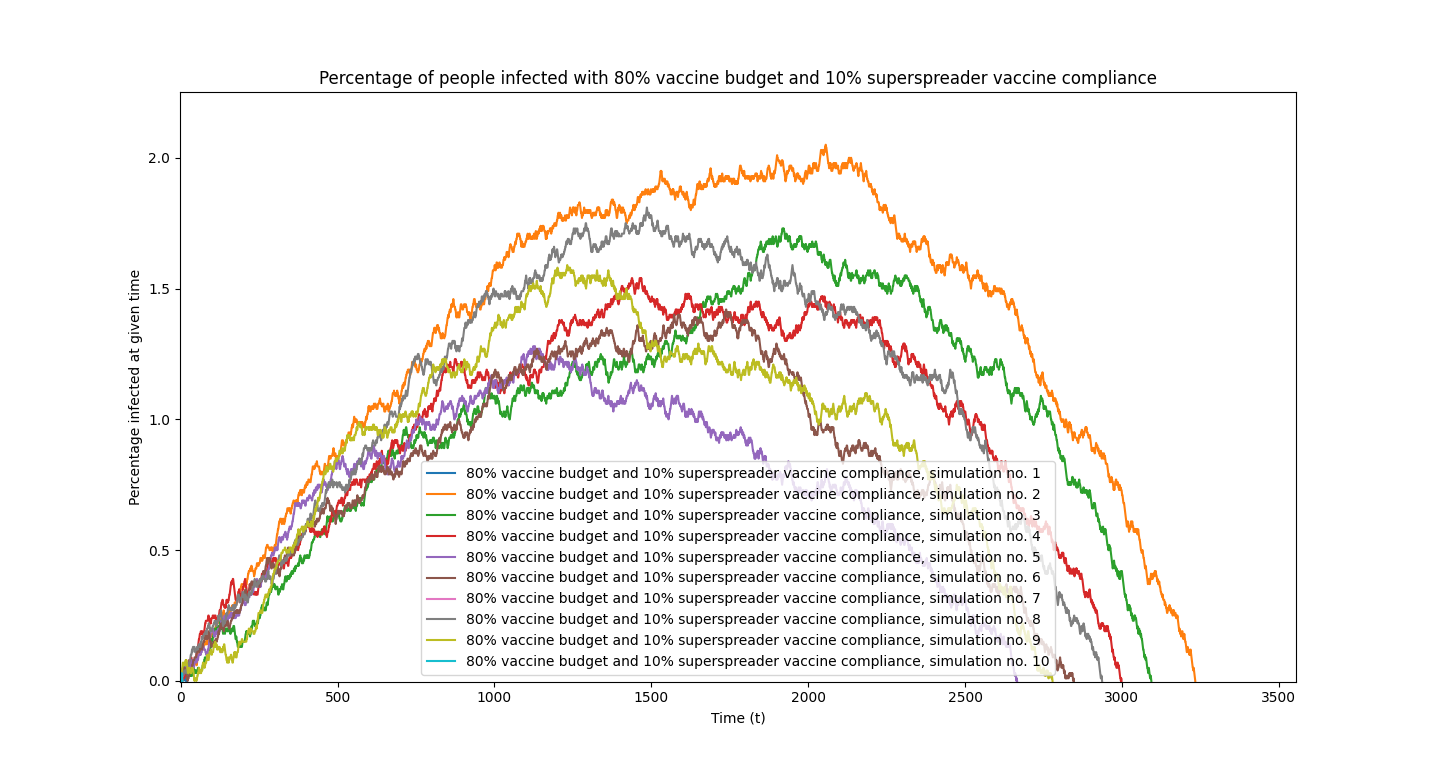 Percentage of people infected with 80% vaccine budget and 10% superspreader vaccine compliance
Percentage infected at given time
2.0
1.5
1.0
0.5
0.0
80% vaccine budget and 10% superspreader vaccine compliance, simulation no. 1
80% vaccine budget and 10% superspreader vaccine compliance, simulation no. 2
80% vaccine budget and 10% superspreader vaccine compliance, simulation no. 3
80% vaccine budget and 10% superspreader vaccine compliance, simulation no. 4
80% vaccine budget and 10% superspreader vaccine compliance, simulation no. 5
80% vaccine budget and 10% superspreader vaccine compliance, simulation no. 6
80% vaccine budget and 10% superspreader vaccine compliance, simulation no. 7
80% vaccine budget and 10% superspreader vaccine compliance, simulation no. 8
80% vaccine budget and 10% superspreader vaccine compliance, simulation no. 9
80% vaccine budget and 10% superspreader vaccine compliance, simulation no. 10
0 500 1000 1500 2000 2500 3000 3500
Time (t)